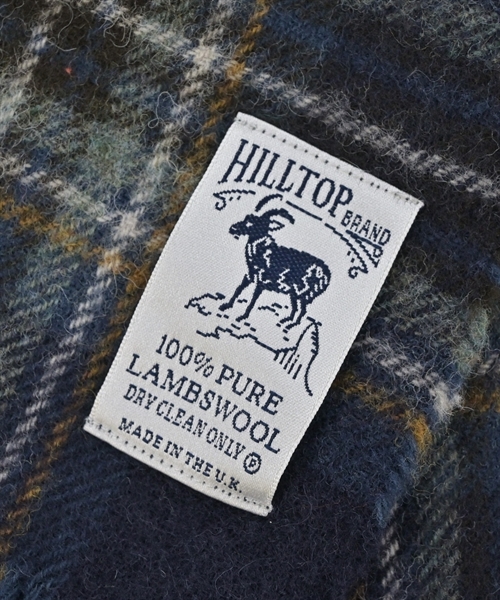 HILLTOP
BRAND
100% PURE
LAMBSWOOL
DRY CLEAN ONLY Ⓟ
MADE IN THE U.K.